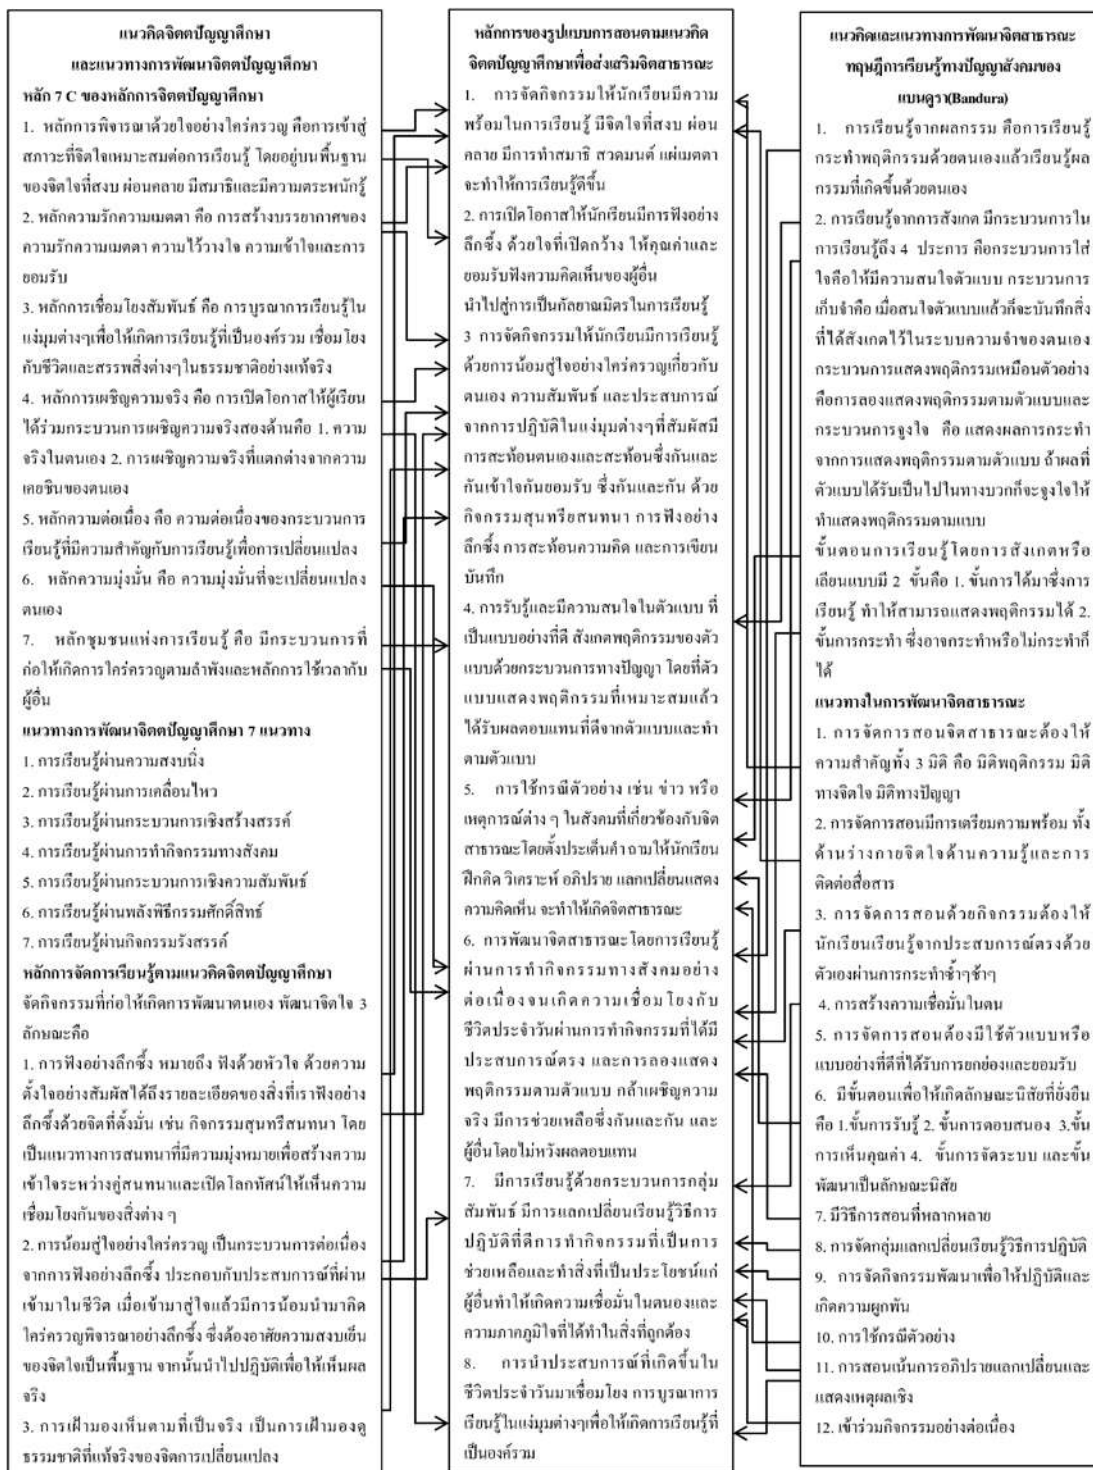 แนวคิดจิตตปัญญาศึกษา
และแนวทางการพัฒนาจิตตปัญญาศึกษา
หลัก 7 C ของหลักการจิตตปัญญาศึกษา
1. หลักการพิจารณาด้วยใจอย่างใคร่ครวญ คือการเข้าสู่
สภาวะที่จิตใจเหมาะสมต่อการเรียนรู้ โดยอยู่บนพื้นฐาน
ของจิตใจที่สงบ ผ่อนคลาย มีสมาธิและมีความตระหนักรู้
2. หลักความรักความเมตตา คือ การสร้างบรรยากาศของ
ความรักความเมตตา ความไว้วางใจ ความเข้าใจและการ
ยอมรับ
3. หลักการเชื่อมโยงสัมพันธ์ คือ การบูรณาการเรียนรู้ใน
แง่มุมต่างๆเพื่อให้เกิดการเรียนรู้ที่เป็นองค์รวม เชื่อมโยง
กับชีวิตและสรรพสิ่งต่างๆในธรรมชาติอย่างแท้จริง
4. หลักการเผชิญความจริง คือ การเปิดโอกาสให้ผู้เรียน
ได้ร่วมกระบวนการเผชิญความจริงสองด้านคือ 1. ความ
จริงในตนเอง 2. การเผชิญความจริงที่แตกต่างจากความ
เคยชินของตนเอง
5. หลักความต่อเนื่อง คือ ความต่อเนื่องของกระบวนการ
เรียนรู้ที่มีความสำคัญกับการเรียนรู้เพื่อการเปลี่ยนแปลง
6. หลักความมุ่งมั่น คือ ความมุ่งมั่นที่จะเปลี่ยนแปลง
ตนเอง
7. หลักชุมชนแห่งการเรียนรู้ คือ มีกระบวนการที่
ก่อให้เกิดการใคร่ครวญตามลำพังและหลักการใช้เวลากับ
ผู้อื่น
แนวทางการพัฒนาจิตตปัญญาศึกษา 7 แนวทาง
1. การเรียนรู้ผ่านความสงบนิ่ง
2. การเรียนรู้ผ่านการเคลื่อนไหว
3. การเรียนรู้ผ่านกระบวนการเชิงสร้างสรรค์
4. การเรียนรู้ผ่านการทำกิจกรรมทางสังคม
5. การเรียนรู้ผ่านกระบวนการเชิงความสัมพันธ์
6. การเรียนรู้ผ่านพลังพิธีกรรมศักดิ์สิทธ์
7. การเรียนรู้ผ่านกิจกรรมรังสรรค์
หลักการจัดการเรียนรู้ตามแนวคิดจิตตปัญญาศึกษา
จัดกิจกรรมที่ก่อให้เกิดการพัฒนาตนเอง พัฒนาจิตใจ 3
ลักษณะคือ
1. การฟังอย่างลึกซึ้ง หมายถึง ฟังด้วยหัวใจ ด้วยความ
ตั้งใจอย่างสัมผัสได้ถึงรายละเอียดของสิ่งที่เราฟังอย่าง
ลึกซึ้งด้วยจิตที่ตั้งมั่น เช่น กิจกรรมสุนทรีสนทนา โดย
เป็นแนวทางการสนทนาที่มีความมุ่งหมายเพื่อสร้างความ
เข้าใจระหว่างคู่สนทนาและเปิดโลกทัศน์ให้เห็นความ
เชื่อมโยงกันของสิ่งต่าง ๆ
2. การน้อมสู่ใจอย่างใคร่ครวญ เป็นกระบวนการต่อเนื่อง
จากการฟังอย่างลึกซึ้ง ประกอบกับประสบการณ์ที่ผ่าน
เข้ามาในชีวิต เมื่อเข้ามาสู่ใจแล้วมีการน้อมนำมาคิด
ใคร่ครวญพิจารณาอย่างลึกซึ้ง ซึ่งต้องอาศัยความสงบเย็น
ของจิตใจเป็นพื้นฐาน จากนั้นนำไปปฏิบัติเพื่อให้เห็นผล
จริง
3. การเฝ้ามองเห็นตามที่เป็นจริง เป็นการเฝ้ามองดู
ธรรมชาติที่แท้จริงของจิตการเปลี่ยนแปลง
หลักการของรูปแบบการสอนตามแนวคิด
จิตตปัญญาศึกษาเพื่อส่งเสริมจิตสาธารณะ
1. การจัดกิจกรรมให้นักเรียนมีความ
พร้อมในการเรียนรู้ มีจิตใจที่สงบ ผ่อน
คลาย มีการทำสมาธิ สวดมนต์ แผ่เมตตา
จะทำให้การเรียนรู้ดีขึ้น
2. การเปิดโอกาสให้นักเรียนมีการฟังอย่าง
ลึกซึ้ง ด้วยใจที่เปิดกว้าง ให้คุณค่าและ
ยอมรับฟังความคิดเห็นของผู้อื่น
นำไปสู่การเป็นกัลยาณมิตรในการเรียนรู้
3 การจัดกิจกรรมให้นักเรียนมีการเรียนรู้
ด้วยการน้อมสู่ใจอย่างใคร่ครวญเกี่ยวกับ
ตนเอง ความสัมพันธ์ และประสบการณ์
จากการปฏิบัติในแง่มุมต่างๆที่สัมผัสมี
การสะท้อนตนเองและสะท้อนซึ่งกันและ
กันเข้าใจกันยอมรับ ซึ่งกันและกัน ด้วย
กิจกรรมสุนทรียสนทนา การฟังอย่าง
ลึกซึ้ง การสะท้อนความคิด และการเขียน
บันทึก
4. การรับรู้และมีความสนใจในตัวแบบ ที่
เป็นแบบอย่างที่ดี สังเกตพฤติกรรมของตัว
แบบด้วยกระบวนการทางปัญญา โดยที่ตัว
แบบแสดงพฤติกรรมที่เหมาะสมแล้ว
ได้รับผลตอบแทนที่ดีจากตัวแบบและทำ
ตามตัวแบบ
5. การใช้กรณีตัวอย่าง เช่น ข่าว หรือ
เหตุการณ์ต่าง ๆ ในสังคมที่เกี่ยวข้องกับจิต
สาธารณะโดยตั้งประเด็นคำถามให้นักเรียน
ฝึกคิด วิเคราะห์ อภิปราย แลกเปลี่ยนแสดง
ความคิดเห็น จะทำให้เกิดจิตสาธารณะ
6. การพัฒนาจิตสาธารณะโดยการเรียนรู้
ผ่านการทำกิจกรรมทางสังคมอย่าง
ต่อเนื่องจนเกิดความเชื่อมโยงกับ
ชีวิตประจำวันผ่านการทำกิจกรรมที่ได้มี
ประสบการณ์ตรง และการลองแสดง
พฤติกรรมตามตัวแบบ กล้าเผชิญความ
จริง มีการช่วยเหลือซึ่งกันและกัน และ
ผู้อื่นโดยไม่หวังผลตอบแทน
7. มีการเรียนรู้ด้วยกระบวนการกลุ่ม
สัมพันธ์ มีการแลกเปลี่ยนเรียนรู้วิธีการ
ปฏิบัติที่ดีการทำกิจกรรมที่เป็นการ
ช่วยเหลือและทำสิ่งที่เป็นประโยชน์แก่
ผู้อื่นทำให้เกิดความเชื่อมั่นในตนองและ
ความภาคภูมิใจที่ได้ทำในสิ่งที่ถูกต้อง
8. การนำประสบการณ์ที่เกิดขึ้นใน
ชีวิตประจำวันมาเชื่อมโยง การบูรณาการ
เรียนรู้ในแง่มุมต่างๆเพื่อให้เกิดการเรียนรู้ที่
เป็นองค์รวม
แนวคิดและแนวทางการพัฒนาจิตสาธารณะ
ทฤษฎีการเรียนรู้ทางปัญญาสังคมของ
แบนดูรา(Bandura)
1. การเรียนรู้จากผลกรรม คือการเรียนรู้
กระทำพฤติกรรมด้วยตนเองแล้วเรียนรู้ผล
กรรมที่เกิดขึ้นด้วยตนเอง
2. การเรียนรู้จากการสังเกต มีกระบวนการใน
การเรียนรู้ถึง 4 ประการ คือกระบวนการใส่
ใจคือให้มีความสนใจตัวแบบ กระบวนการ
เก็บจำคือ เมื่อสนใจตัวแบบแล้วก็จะบันทึกสิ่ง
ที่ได้สังเกตไว้ในระบบความจำของตนเอง
กระบวนการแสดงพฤติกรรมเหมือนตัวอย่าง
คือการลองแสดงพฤติกรรมตามตัวแบบและ
กระบวนการจูงใจ คือ แสดงผลการกระทำ
จากการแสดงพฤติกรรมตามตัวแบบ ถ้าผลที่
ตัวแบบได้รับเป็นไปในทางบวกก็จะจูงใจให้
ทำแสดงพฤติกรรมตามแบบ
ขั้นตอนการเรียนรู้โดยการสังเกตหรือ
เลียนแบบมี 2 ขั้นคือ 1. ขั้นการได้มาซึ่งการ
เรียนรู้ ทำให้สามารถแสดงพฤติกรรมได้ 2.
ขั้นการกระทำ ซึ่งอาจกระทำหรือไม่กระทำก็
ได้
แนวทางในการพัฒนาจิตสาธารณะ
1. การจัดการสอนจิตสาธารณะต้องให้
ความสำคัญทั้ง 3 มิติ คือ มิติพฤติกรรม มิติ
ทางจิตใจ มิติทางปัญญา
2. การจัดการสอนมีการเตรียมความพร้อม ทั้ง
ด้านร่างกายจิตใจด้านความรู้และการ
ติดต่อสื่อสาร
3. การจัดการสอนด้วยกิจกรรมต้องให้
นักเรียนเรียนรู้จากประสบการณ์ตรงด้วย
ตัวเองผ่านการกระทำซ้ำๆช้าๆ
4. การสร้างความเชื่อมั่นในตน
5. การจัดการสอนต้องมีใช้ตัวแบบหรือ
แบบอย่างที่ดีที่ได้รับการยกย่องและยอมรับ
6. มีขั้นตอนเพื่อให้เกิดลักษณะนิสัยที่ยั่งยืน
คือ 1.ขั้นการรับรู้ 2. ขั้นการตอบสนอง 3.ขั้น
การเห็นคุณค่า 4. ขั้นการจัดระบบ และขั้น
พัฒนาเป็นลักษณะนิสัย
7. มีวิธีการสอนที่หลากหลาย
8. การจัดกลุ่มแลกเปลี่ยนเรียนรู้วิธีการปฏิบัติ
9. การจัดกิจกรรมพัฒนาเพื่อให้ปฏิบัติและ
เกิดความผูกพัน
10. การใช้กรณีตัวอย่าง
11. การสอนเน้นการอภิปรายแลกเปลี่ยนและ
แสดงเหตุผลเชิง
12. เข้าร่วมกิจกรรมอย่างต่อเนื่อง